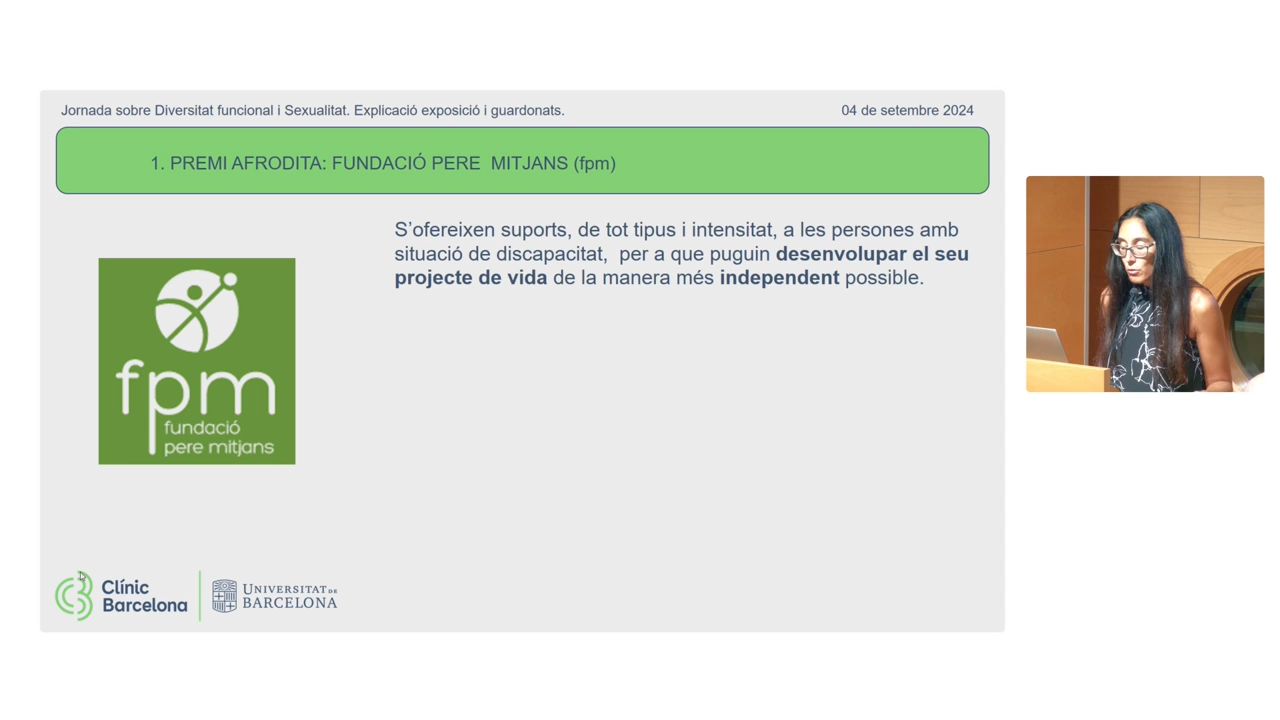 Jornada sobre Diversitat funcional i Sexualitat. Explicació exposició i guardonats.
04 de setembre 2024
1. PREMI AFRODITA: FUNDACIÓ PERE  MITJANS (fpm)
S’ofereixen suports, de tot tipus i intensitat, a les persones amb
situació de discapacitat,  per a que puguin desenvolupar el seu
projecte de vida de la manera més independent possible.
fpm
fundació
pere mitjans
Clínic
Barcelona
UNIVERSITAT DE
BARCELONA